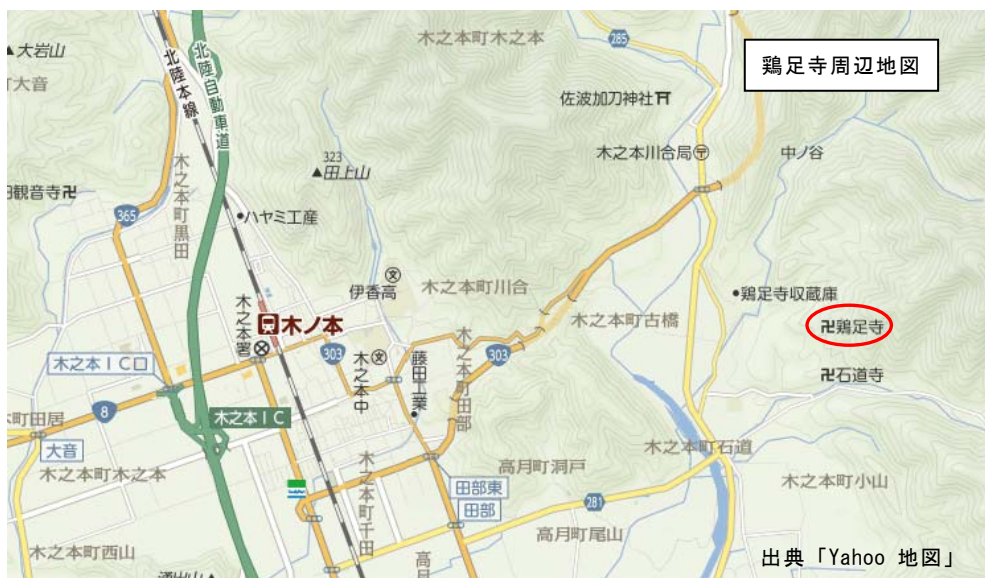 鶏足寺周辺地図
大岩山
北陸本線
北陸自動車道
木之本町木之本
285
町大音
佐波加刀神社
木之本川合局
中ノ谷
323
田上山
観音寺
365
木之本町黒田
ハヤミ工産
伊香高
文
木之本町川合
鶏足寺収蔵庫
木之本町古橋
鶏足寺
木之本署
木ノ本
303
木之本中
文
藤田工業
木之本町田部
303
石道寺
木之本IC口
8
木之本IC
町田居
大音
木之本町木之本
木之本町千田
田部東
田部
高月町洞戸
木之本町石道
木之本町小山
281
高月町尾山
木之本町西山
高月
涌出山
出典「Yahoo 地図」